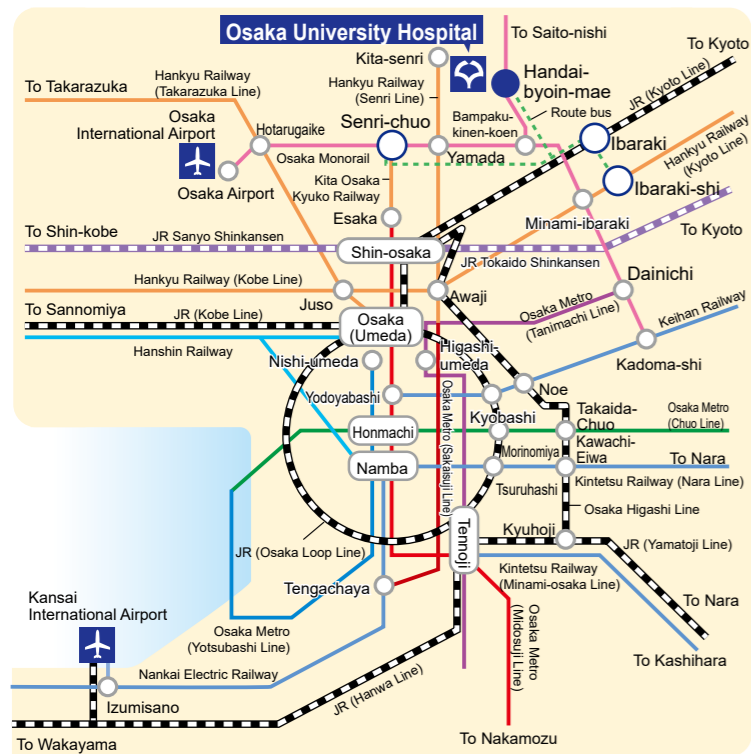 Osaka University Hospital
To Saito-nishi
To Kyoto
Kita-senri
Hankyu Railway
(Takarazuka Line)
Hankyu Railway
(Senri Line)
Handai-
byoin-mae
JR (Kyoto Line)
To Takarazuka
Osaka
International Airport
Hotarugaike
Senri-chuo
Bampaku-
kinen-koen
Route bus
Ibaraki
Hankyu Railway
(Kyoto Line)
Osaka Monorail
Yamada
Osaka Airport
Kita Osaka
Kyuko Railway
Ibaraki-shi
Esaka
Minami-ibaraki
To Shin-kobe
JR Sanyo Shinkansen
Shin-osaka
To Kyoto
JR Tokaido Shinkansen
Dainichi
Hankyu Railway (Kobe Line)
Juso
Awaji
Osaka Metro
(Tanimachi Line)
Keihan Railway
To Sannomiya
JR (Kobe Line)
Osaka
(Umeda)
Hanshin Railway
Nishi-umeda
Higashi-
umeda
Kadoma-shi
Yodoyabashi
Noe
Kyobashi
Takaida-
Chuo
Osaka Metro
(Chuo Line)
Honmachi
Osaka Metro (Sakaisuji Line)
Morinomiya
Kawachi-
Eiwa
Namba
To Nara
Tsuruhashi
Kintetsu Railway (Nara Line)
Osaka Higashi Line
Tennoji
Kyuhoji
JR (Osaka Loop Line)
JR (Yamatoji Line)
Tengachaya
Kintetsu Railway
(Minami-osaka Line)
Kansai
International Airport
To Nara
Osaka Metro
(Yotsubashi Line)
Osaka Metro
(Midosuji Line)
To Kashihara
Nankai Electric Railway
JR (Hanwa Line)
Izumisano
To Wakayama
To Nakamozu